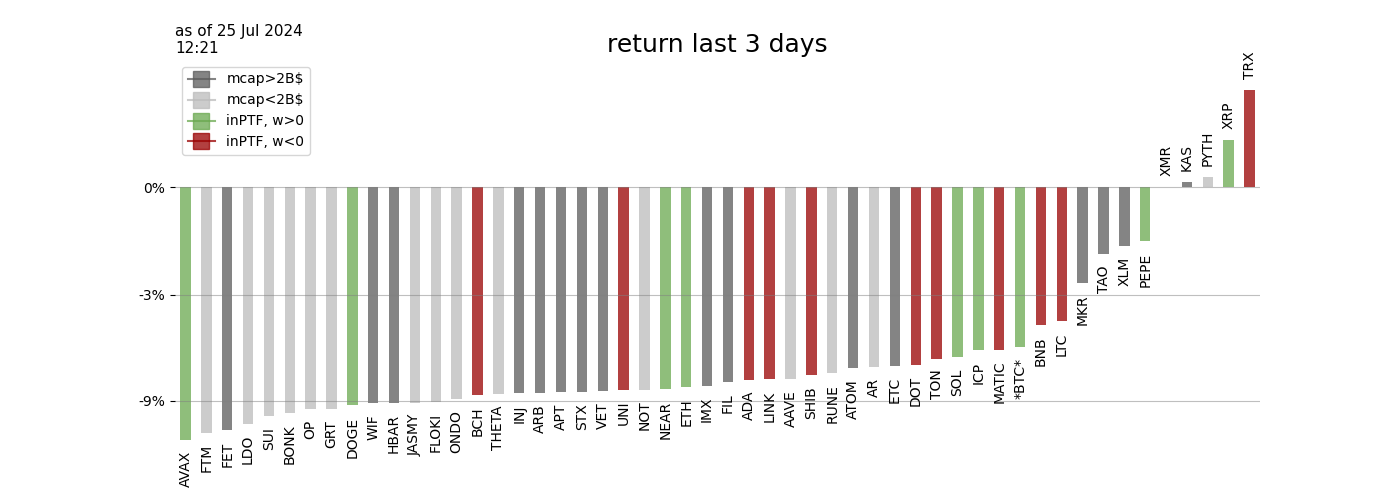 as of 25 Jul 2024
12:21
return last 3 days
mcap>2B$
mcap<2B$
inPTF, w>0
inPTF, w<0
0%
-3%
-9%
AVAX
FTM
FET
LDO
SUI
BONK
OP
GRT
DOGE
WIF
HBAR
JASMY
FLOKI
ONDO
BCH
THETA
INJ
ARB
APT
STX
VET
UNI
NOT
NEAR
ETH
IMX
FIL
ADA
LINK
AAVE
SHIB
RUNE
ATOM
AR
ETC
DOT
TON
SOL
ICP
MATIC
*BTC*
BNB
LTC
MKR
TAO
XLM
PEPE
XMR
KAS
PYTH
XRP
TRX